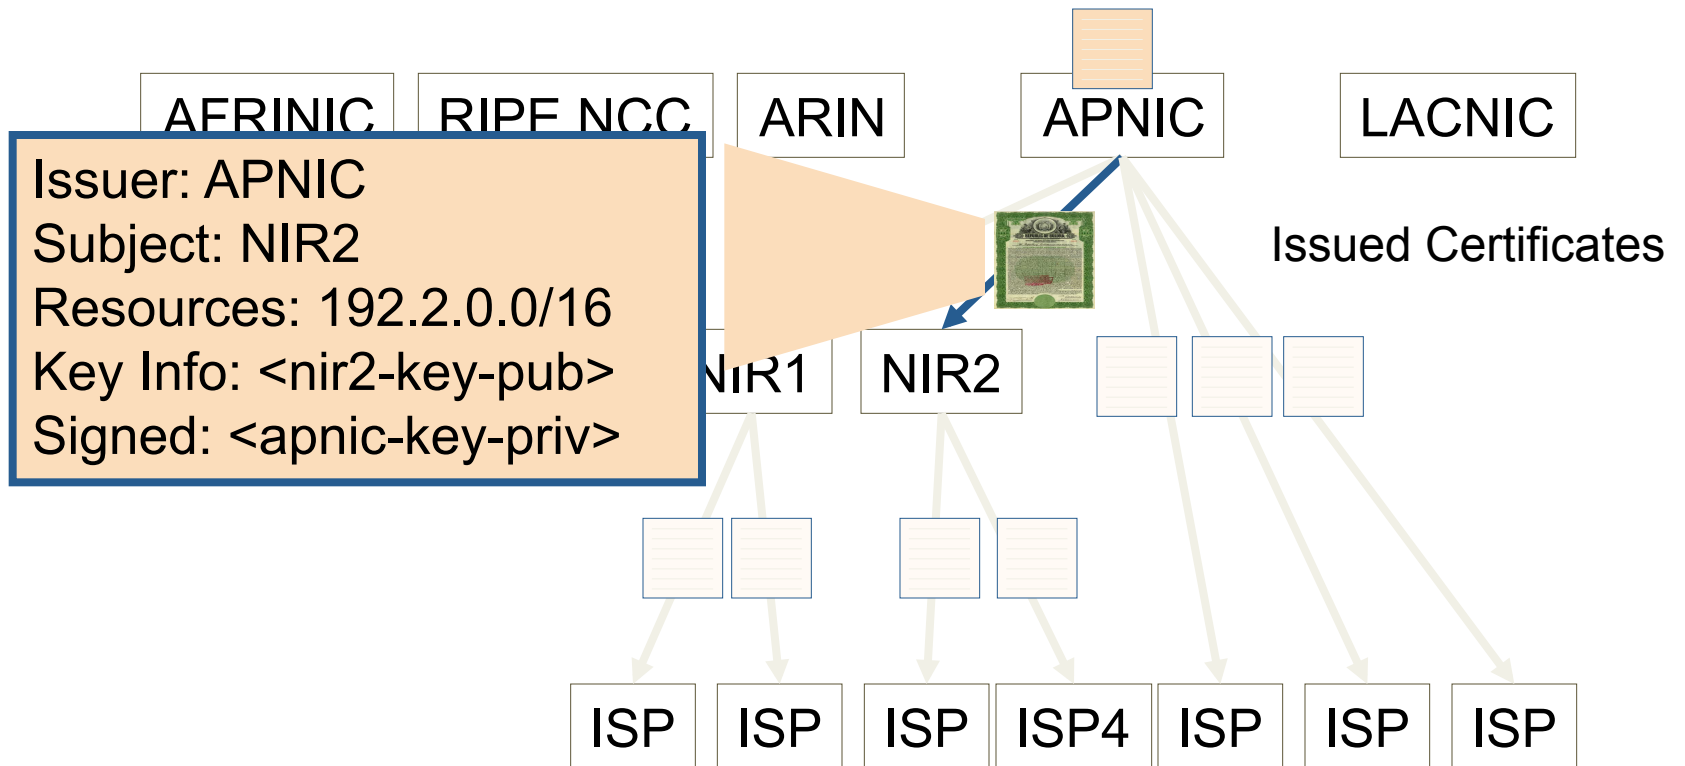 AFRINIC
RIPE NCC
ARIN
APNIC
LACNIC
Issuer: APNIC
Subject: NIR2
Resources: 192.2.0.0/16
Key Info: <nir2-key-pub>
Signed: <apnic-key-priv>
Issued Certificates
NIR1
NIR2
ISP
ISP
ISP
ISP4
ISP
ISP
ISP